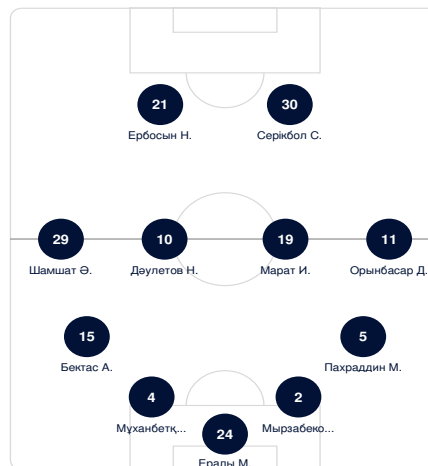 21
30
Ербосын Н.
Серікбол С.
29
10
19
11
Шамшат Ә.
Дәулетов Н.
Марат И.
Орынбасар Д.
15
5
Бектас А.
Пахраддин М.
4
2
Мұханбетқ...
Мырзабеко...
24
Ералы М.